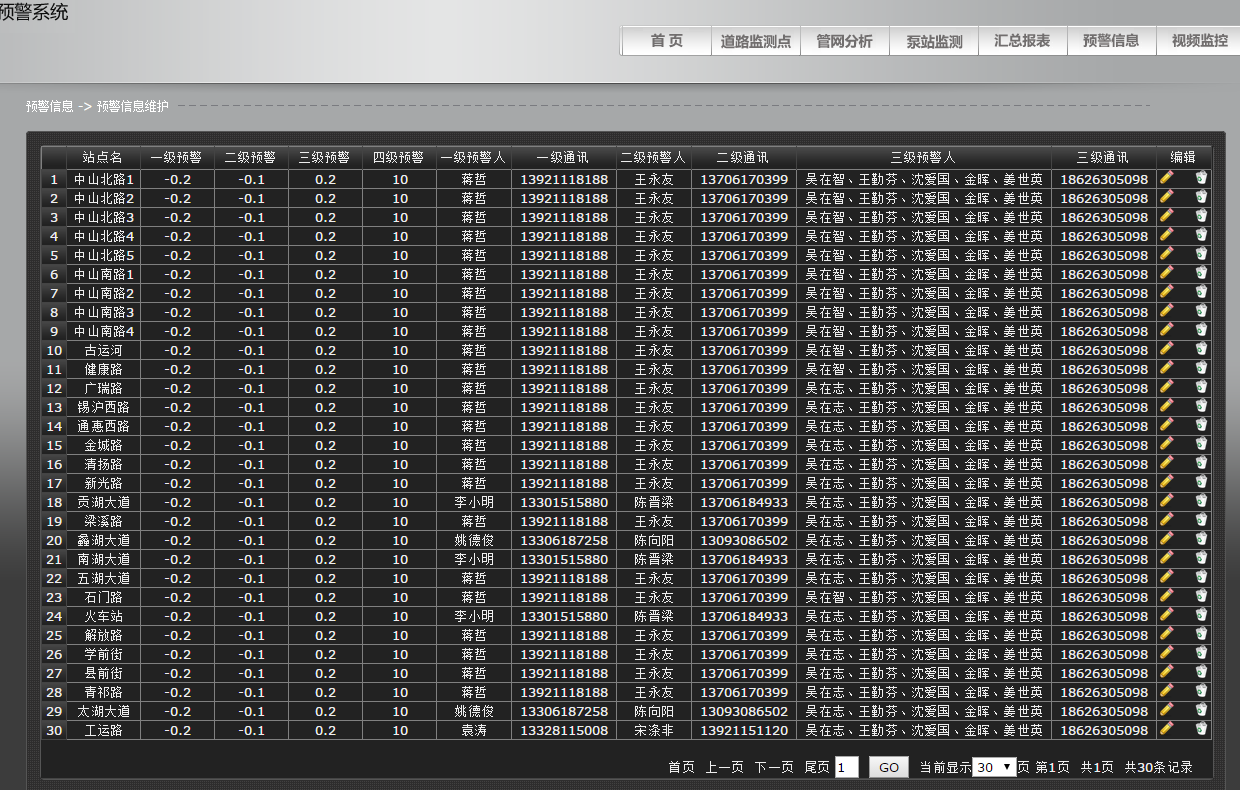 预警系统
首 页 道路监测点 管网分析 泵站监测 汇总报表 预警信息 视频监控
预警信息 -> 预警信息维护
站点名 一级预警 二级预警 三级预警 四级预警 一级预警人 一级通讯 二级预警人 二级通讯 三级预警人 三级通讯 编辑
1 中山北路1 -0.2 -0.1 0.2 10 蒋哲 13921118188 王永友 13706170399 吴在智、王勤芬、沈爱国、金晖、姜世英 18626305098
2 中山北路2 -0.2 -0.1 0.2 10 蒋哲 13921118188 王永友 13706170399 吴在智、王勤芬、沈爱国、金晖、姜世英 18626305098
3 中山北路3 -0.2 -0.1 0.2 10 蒋哲 13921118188 王永友 13706170399 吴在智、王勤芬、沈爱国、金晖、姜世英 18626305098
4 中山北路4 -0.2 -0.1 0.2 10 蒋哲 13921118188 王永友 13706170399 吴在智、王勤芬、沈爱国、金晖、姜世英 18626305098
5 中山北路5 -0.2 -0.1 0.2 10 蒋哲 13921118188 王永友 13706170399 吴在智、王勤芬、沈爱国、金晖、姜世英 18626305098
6 中山南路1 -0.2 -0.1 0.2 10 蒋哲 13921118188 王永友 13706170399 吴在智、王勤芬、沈爱国、金晖、姜世英 18626305098
7 中山南路2 -0.2 -0.1 0.2 10 蒋哲 13921118188 王永友 13706170399 吴在智、王勤芬、沈爱国、金晖、姜世英 18626305098
8 中山南路3 -0.2 -0.1 0.2 10 蒋哲 13921118188 王永友 13706170399 吴在智、王勤芬、沈爱国、金晖、姜世英 18626305098
9 中山南路4 -0.2 -0.1 0.2 10 蒋哲 13921118188 王永友 13706170399 吴在智、王勤芬、沈爱国、金晖、姜世英 18626305098
10 古运河 -0.2 -0.1 0.2 10 蒋哲 13921118188 王永友 13706170399 吴在智、王勤芬、沈爱国、金晖、姜世英 18626305098
11 健康路 -0.2 -0.1 0.2 10 蒋哲 13921118188 王永友 13706170399 吴在智、王勤芬、沈爱国、金晖、姜世英 18626305098
12 广瑞路 -0.2 -0.1 0.2 10 蒋哲 13921118188 王永友 13706170399 吴在志、王勤芬、沈爱国、金晖、姜世英 18626305098
13 锡沪西路 -0.2 -0.1 0.2 10 蒋哲 13921118188 王永友 13706170399 吴在志、王勤芬、沈爱国、金晖、姜世英 18626305098
14 通惠西路 -0.2 -0.1 0.2 10 蒋哲 13921118188 王永友 13706170399 吴在志、王勤芬、沈爱国、金晖、姜世英 18626305098
15 金城路 -0.2 -0.1 0.2 10 蒋哲 13921118188 王永友 13706170399 吴在志、王勤芬、沈爱国、金晖、姜世英 18626305098
16 清扬路 -0.2 -0.1 0.2 10 蒋哲 13921118188 王永友 13706170399 吴在志、王勤芬、沈爱国、金晖、姜世英 18626305098
17 新光路 -0.2 -0.1 0.2 10 蒋哲 13921118188 王永友 13706170399 吴在志、王勤芬、沈爱国、金晖、姜世英 18626305098
18 贡湖大道 -0.2 -0.1 0.2 10 李小明 13301515880 陈晋梁 13706184933 吴在志、王勤芬、沈爱国、金晖、姜世英 18626305098
19 梁溪路 -0.2 -0.1 0.2 10 蒋哲 13921118188 王永友 13706170399 吴在志、王勤芬、沈爱国、金晖、姜世英 18626305098
20 蠡湖大道 -0.2 -0.1 0.2 10 姚德俊 13306187258 陈向阳 13093086502 吴在志、王勤芬、沈爱国、金晖、姜世英 18626305098
21 南湖大道 -0.2 -0.1 0.2 10 李小明 13301515880 陈晋梁 13706184933 吴在志、王勤芬、沈爱国、金晖、姜世英 18626305098
22 五湖大道 -0.2 -0.1 0.2 10 蒋哲 13921118188 王永友 13706170399 吴在志、王勤芬、沈爱国、金晖、姜世英 18626305098
23 石门路 -0.2 -0.1 0.2 10 蒋哲 13921118188 王永友 13706170399 吴在智、王勤芬、沈爱国、金晖、姜世英 18626305098
24 火车站 -0.2 -0.1 0.2 10 李小明 13301515880 陈晋梁 13706184933 吴在志、王勤芬、沈爱国、金晖、姜世英 18626305098
25 解放路 -0.2 -0.1 0.2 10 蒋哲 13921118188 王永友 13706170399 吴在志、王勤芬、沈爱国、金晖、姜世英 18626305098
26 学前街 -0.2 -0.1 0.2 10 蒋哲 13921118188 王永友 13706170399 吴在志、王勤芬、沈爱国、金晖、姜世英 18626305098
27 县前街 -0.2 -0.1 0.2 10 蒋哲 13921118188 王永友 13706170399 吴在志、王勤芬、沈爱国、金晖、姜世英 18626305098
28 青祁路 -0.2 -0.1 0.2 10 蒋哲 13921118188 王永友 13706170399 吴在志、王勤芬、沈爱国、金晖、姜世英 18626305098
29 太湖大道 -0.2 -0.1 0.2 10 姚德俊 13306187258 陈向阳 13093086502 吴在志、王勤芬、沈爱国、金晖、姜世英 18626305098
30 工运路 -0.2 -0.1 0.2 10 袁涛 13328115008 宋涤非 13921151120 吴在志、王勤芬、沈爱国、金晖、姜世英 18626305098
首页 上一页 下一页 尾页 1 GO 当前显示 30 页 第1页 共1页 共30条记录